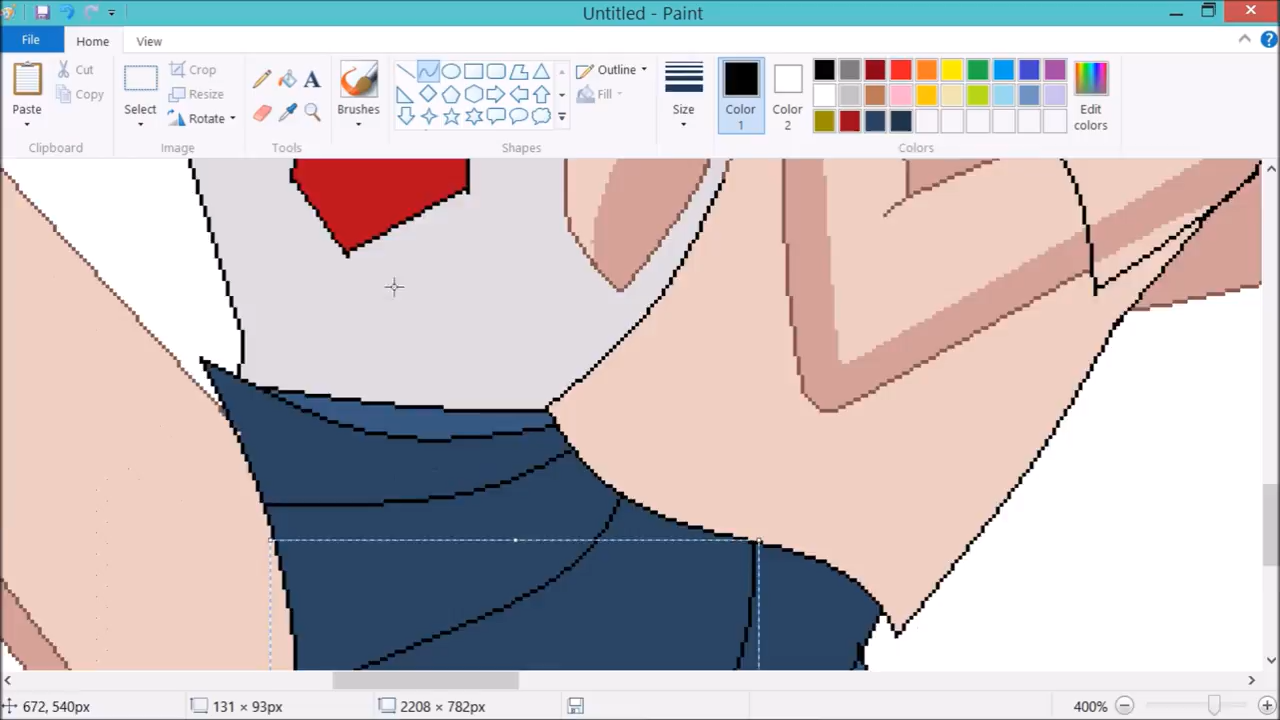 Untitled - Paint
File
Home
View
Paste
Cut
Copy
Clipboard
Select
Crop
Resize
Rotate
Image
Tools
Brushes
Outline
Fill
Shapes
Size
Color
1
Color
2
Edit
colors
Colors
672, 540px
131 × 93px
2208 × 782px
400%